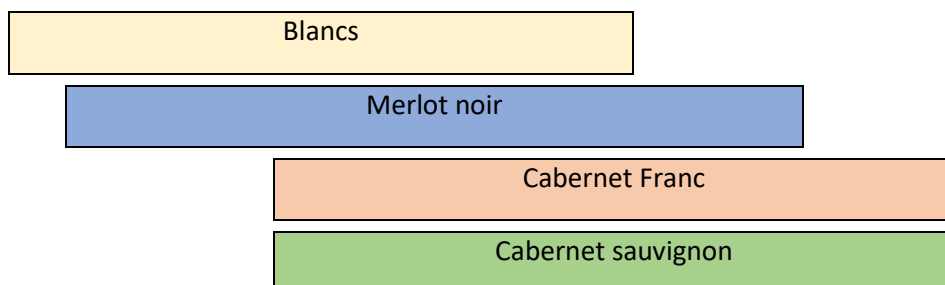 Blancs
Merlot noir
Cabernet Franc
Cabernet sauvignon